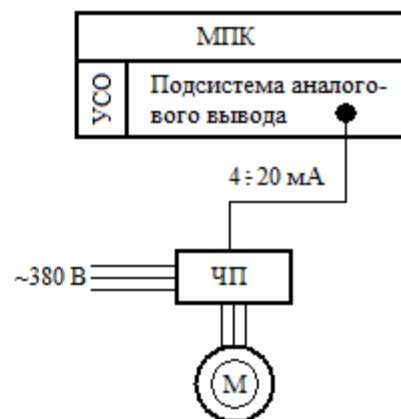 МПК
УСО
Подсистема аналого-
вого вывода
4÷20 мА
~380 В
ЧП
М